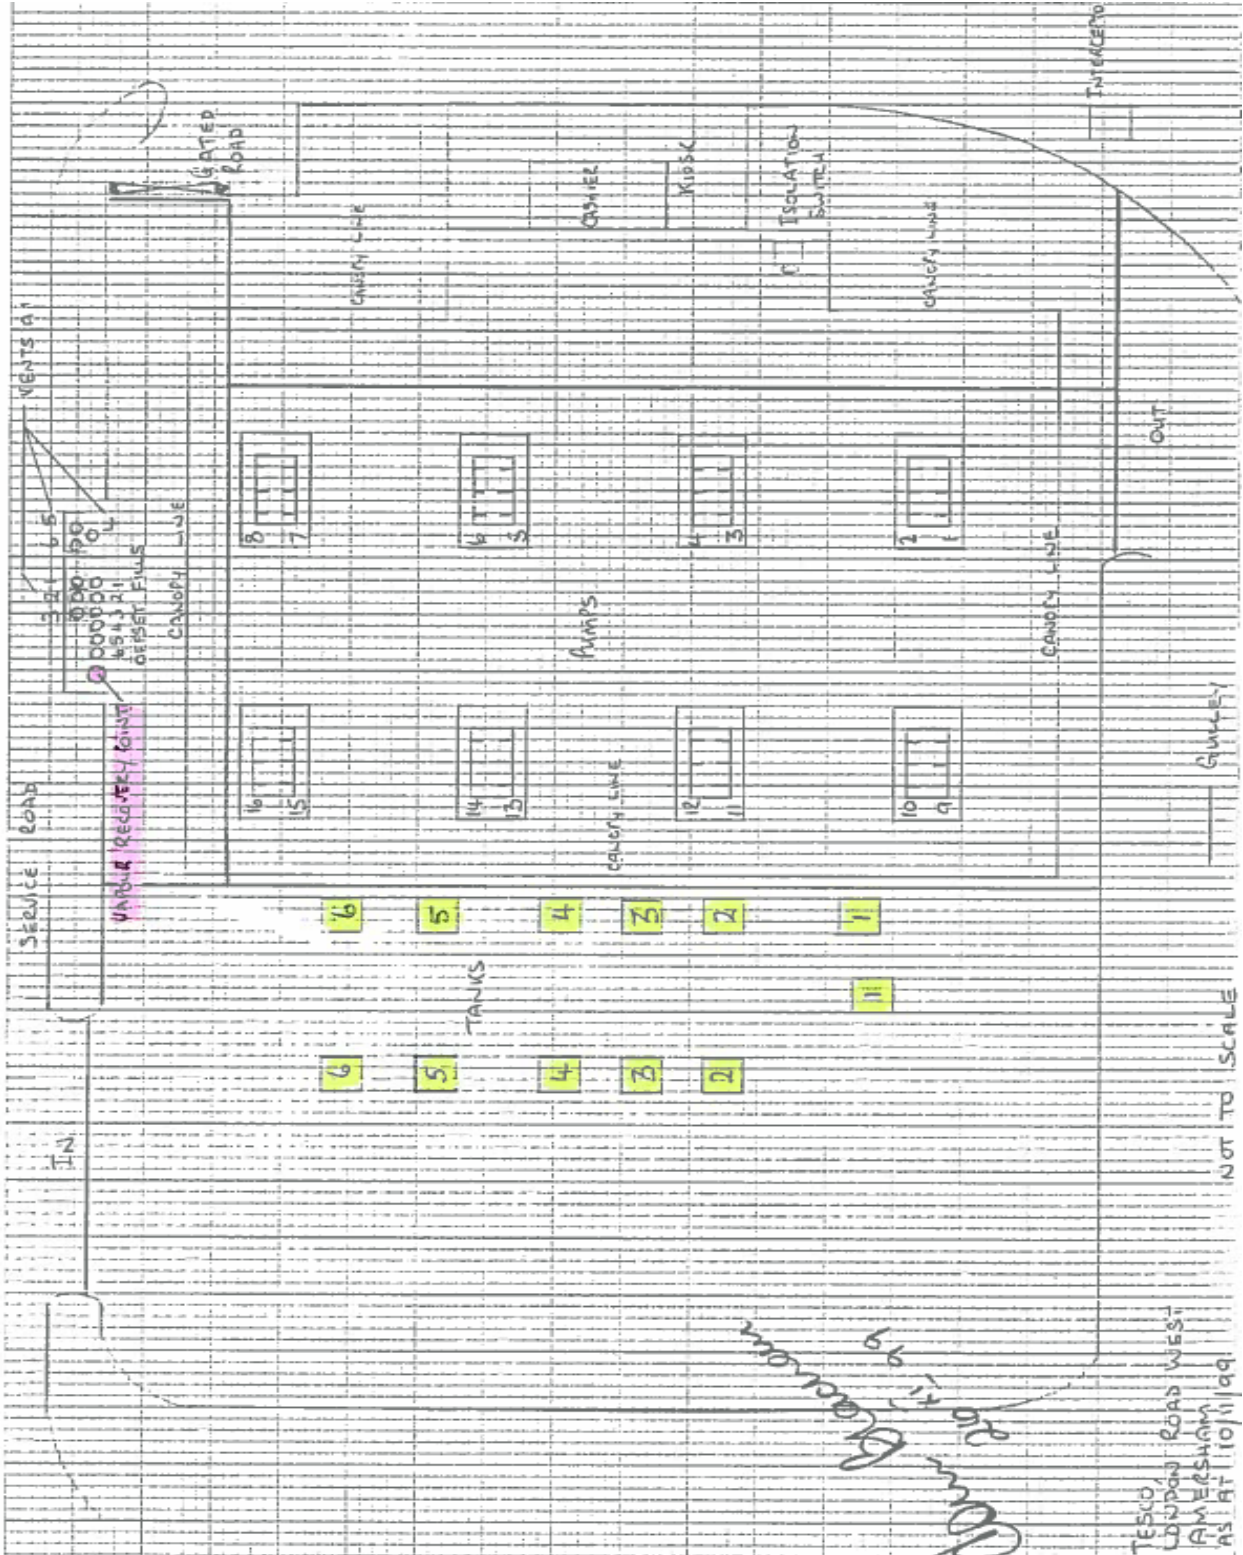 INTERCEPTO
GATED
ROAD
CASHIER
KIOSK
ISOLATION
SWITCH
CANOPY LINE
CANOPY LINE
VENTS
3 2 1 6 5
4
6 5 4 3 2 1
OFFSET FILLS
CANOPY LINE
8
7
6
5
4
3
2
1
OUT
PUMPS
CANOPY LINE
VAPOUR RECOVERY POINT
SERVICE ROAD
16
15
14
13
12
11
10
9
CANOPY LINE
GULLEY
6
5
4
3
2
1
TANKS
1
6
5
4
3
2
IN
NOT TO SCALE
TESCO,
LONDON ROAD WEST
AMERSHAM
AS AT 10/11/99